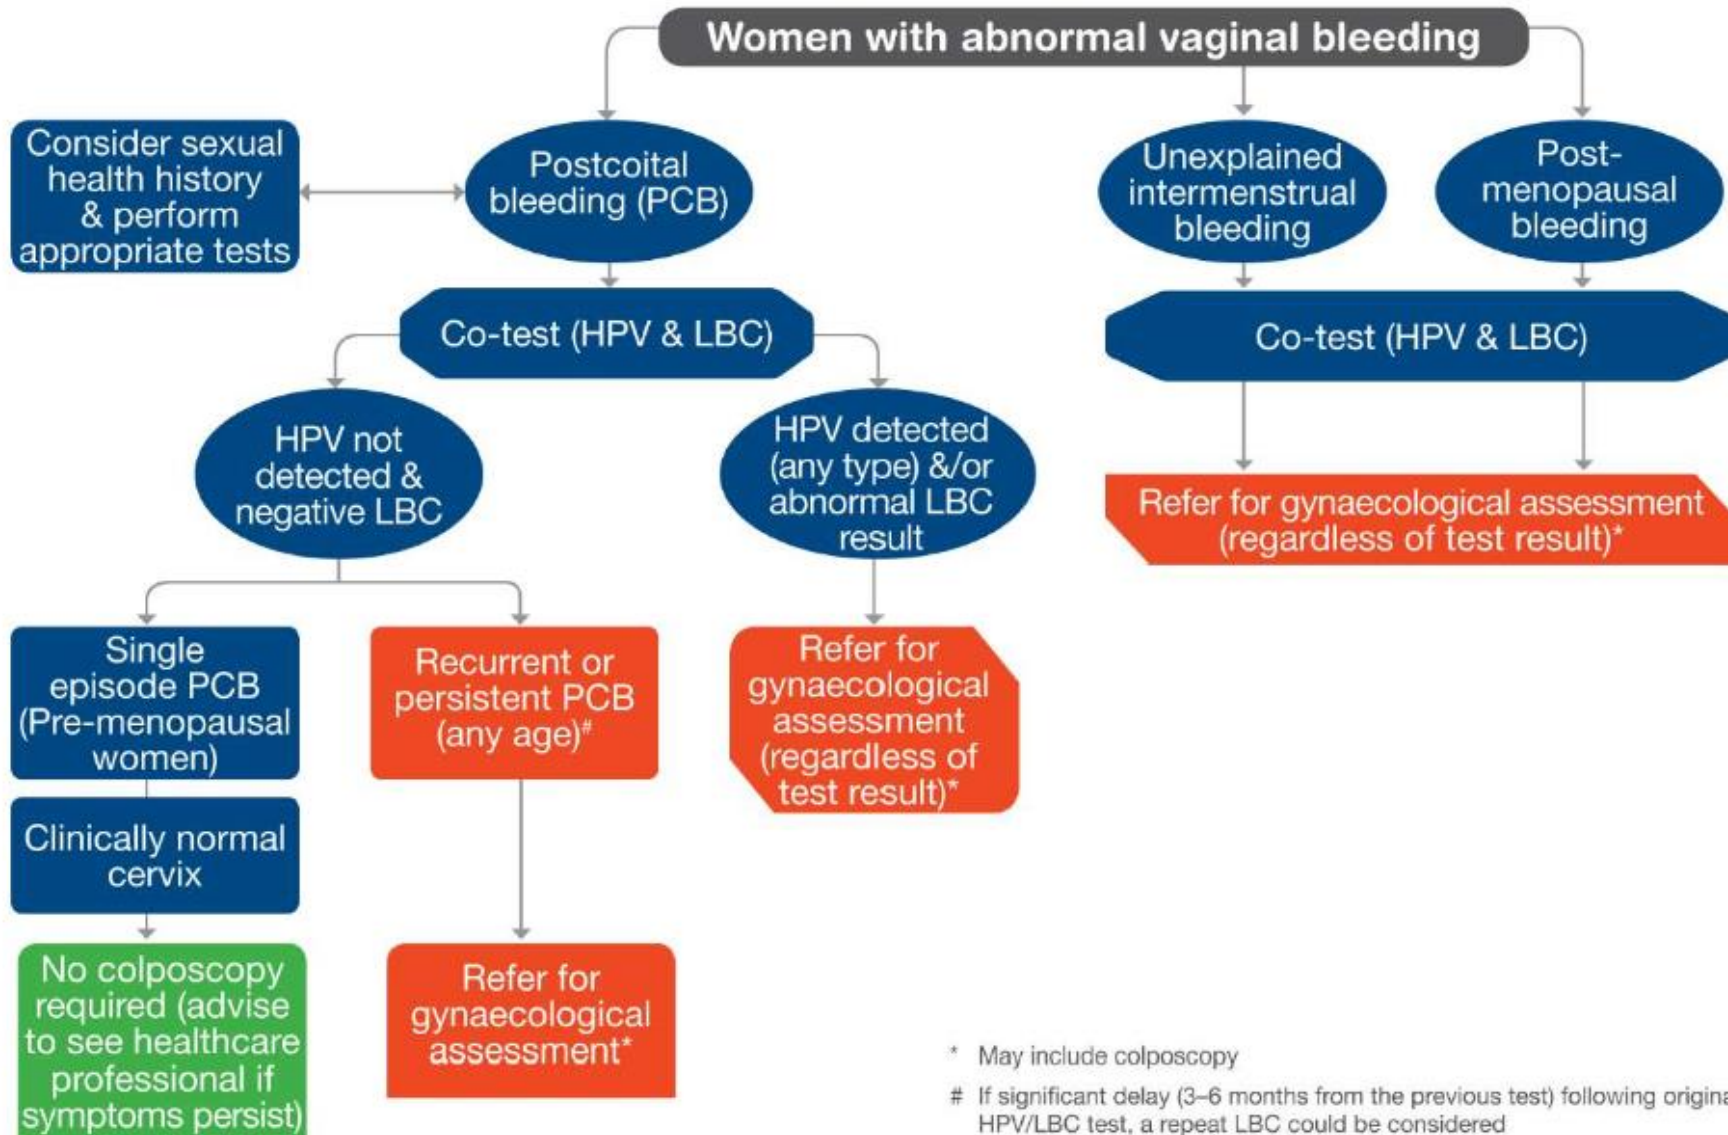 Women with abnormal vaginal bleeding
Consider sexual
health history
& perform
appropriate tests
Postcoital
bleeding (PCB)
Unexplained
intermenstrual
bleeding
Post-
menopausal
bleeding
Co-test (HPV & LBC)
Co-test (HPV & LBC)
HPV not
detected &
negative LBC
HPV detected
(any type) &/or
abnormal LBC
result
Refer for gynaecological assessment
(regardless of test result)*
Single
episode PCB
(Pre-menopausal
women)
Recurrent or
persistent PCB
(any age)#
Refer for
gynaecological
assessment
(regardless of
test result)*
Clinically normal
cervix
No colposcopy
required (advise
to see healthcare
professional if
symptoms persist)
Refer for
gynaecological
assessment*
* May include colposcopy
# If significant delay (3–6 months from the previous test) following origina
HPV/LBC test, a repeat LBC could be considered